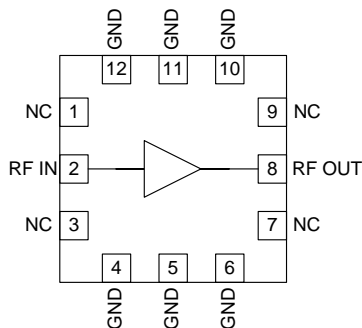 GND GND GND
12 11 10
NC 1 9 NC
RF IN 2 8 RF OUT
NC 3 7 NC
4 5 6
GND GND GND